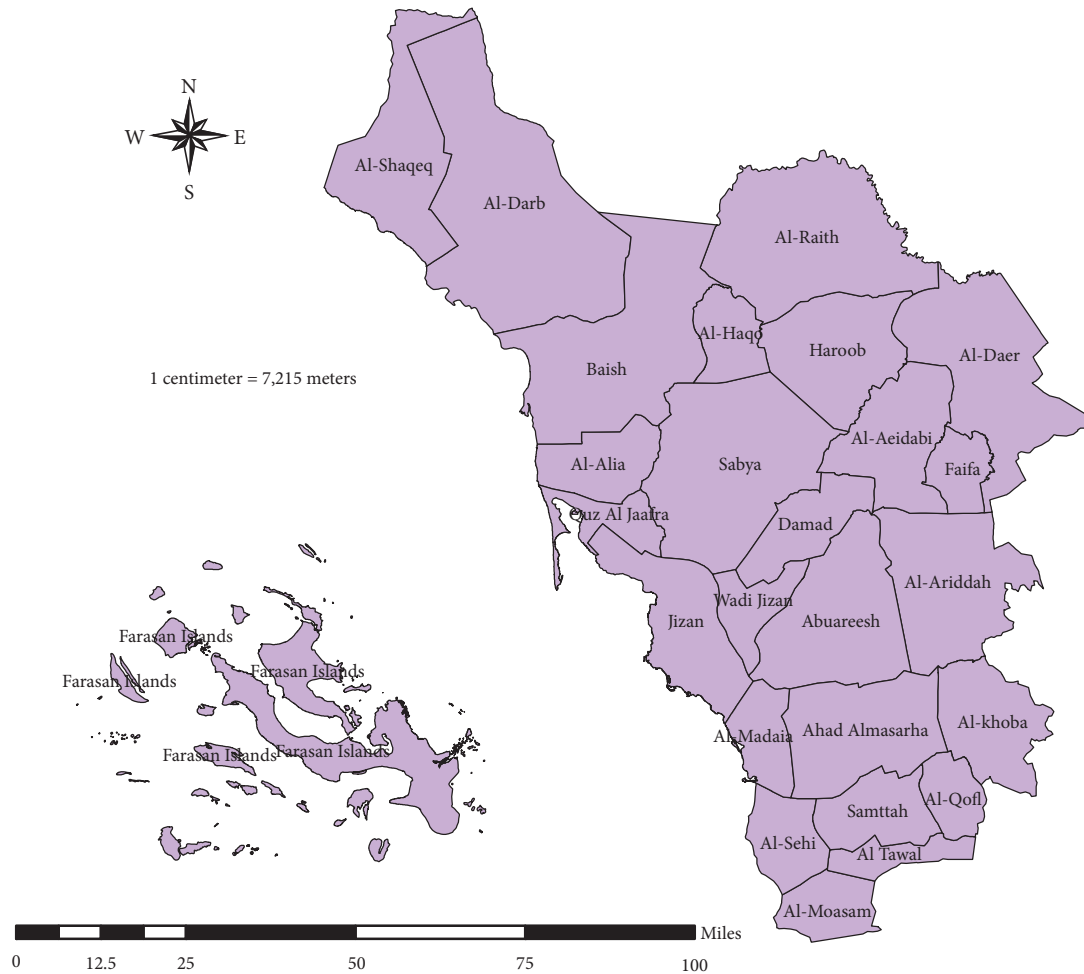 N
W
E
S
Al-Shaqeq
Al-Darb
Al-Raith
Al-Haqo
Haroob
Al-Daer
Baish
1 centimeter = 7,215 meters
Al-Aeidabi
Al-Alia
Sabya
Faifa
Quz Al Jaafra
Damad
Al-Ariddah
Wadi Jizan
Jizan
Abuareesh
Farasan Islands
Farasan Islands
Farasan Islands
Al-Madaia
Ahad Almasarha
Al-khoba
Farasan Islands
Farasan Islands
Al-Qofl
Samttah
Al-Sehi
Al Tawal
Al-Moasam
Miles
0
12.5
25
50
75
100